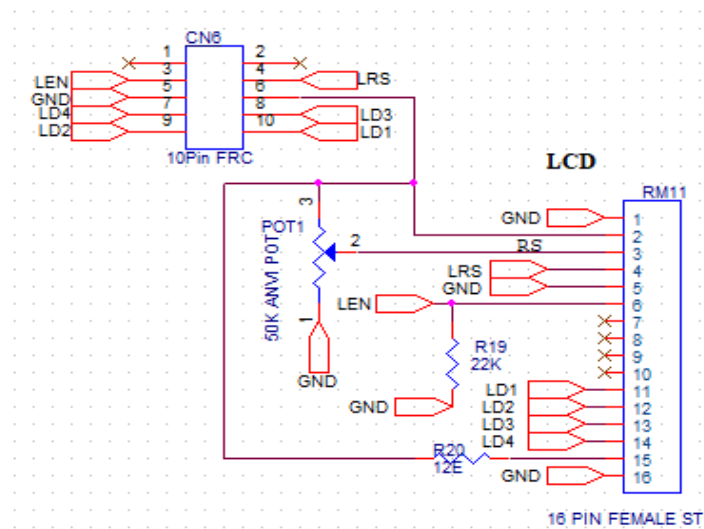 CN6
1 2
3 4
LEN LRS
5 6
GND
7 8
LD4 LD3
9 10
LD2 LD1
10Pin FRC
LCD
RM11
3
POT1
50K ANVI POT
2
1
GND
GND 1
2
RS 3
LRS 4
GND 5
LEN 6
7
8
9
10
R19
22K
GND
LD1 11
LD2 12
LD3 13
LD4 14
R20
12E
15
GND 16
16 PIN FEMALE ST